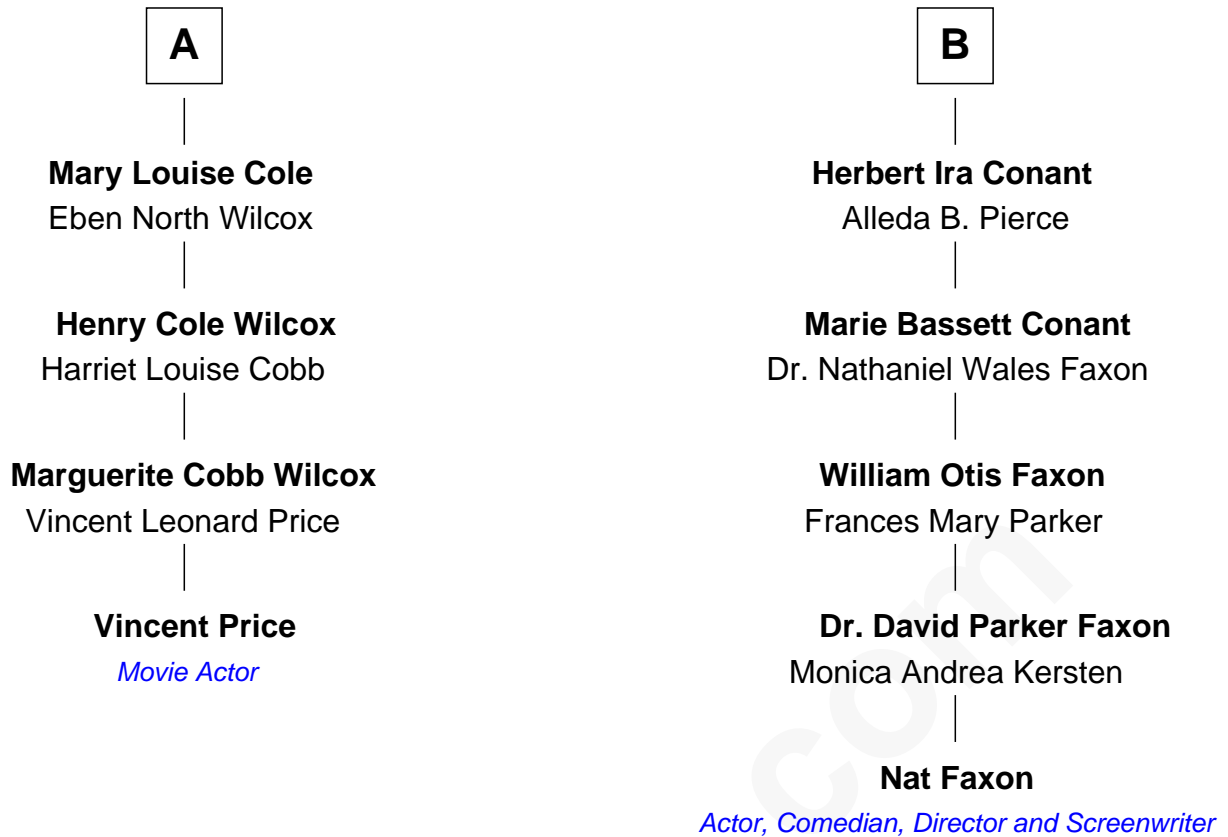 A
Mary Louise Cole
Eben North Wilcox
Henry Cole Wilcox
Harriet Louise Cobb
Marguerite Cobb Wilcox
Vincent Leonard Price
Vincent Price
Movie Actor
B
Herbert Ira Conant
Alleda B. Pierce
Marie Bassett Conant
Dr. Nathaniel Wales Faxon
William Otis Faxon
Frances Mary Parker
Dr. David Parker Faxon
Monica Andrea Kersten
Nat Faxon
Actor, Comedian, Director and Screenwriter
com